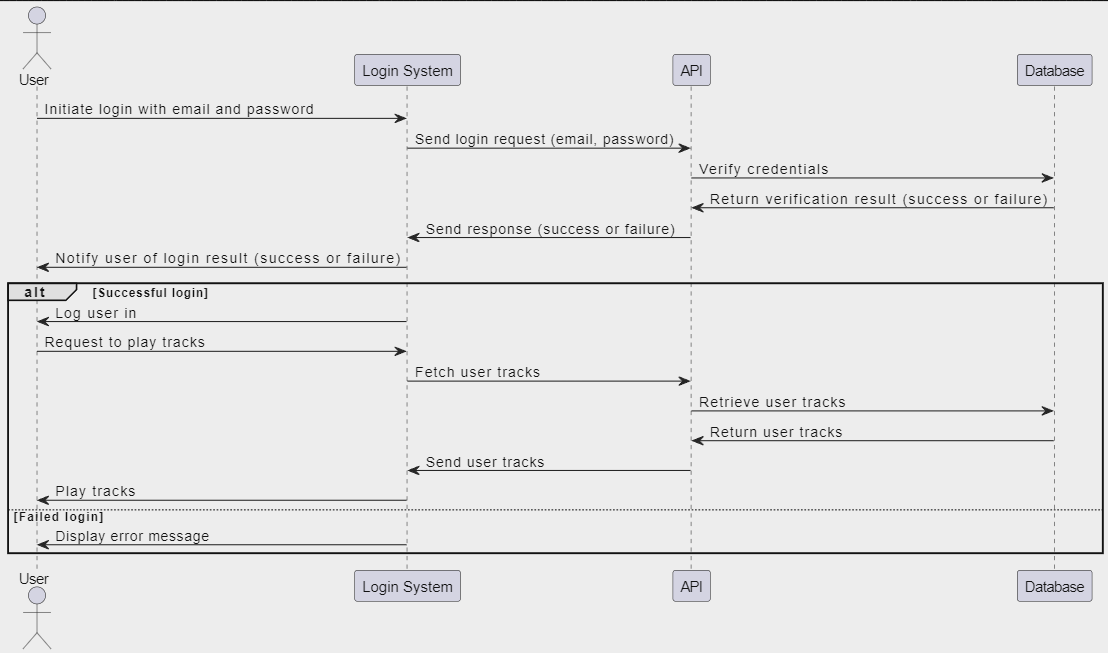 User
Login System
API
Database
Initiate login with email and password
Send login request (email, password)
Verify credentials
Return verification result (success or failure)
Send response (success or failure)
Notify user of login result (success or failure)
alt [Successful login]
Log user in
Request to play tracks
Fetch user tracks
Retrieve user tracks
Return user tracks
Send user tracks
Play tracks
[Failed login]
Display error message
User
Login System
API
Database